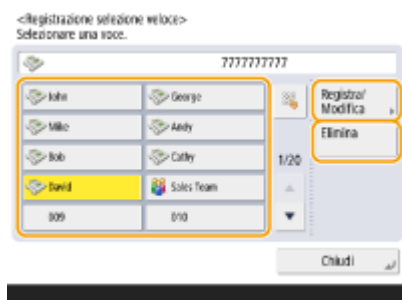 <Registrazione selezione veloce>
Selezionare una voce.
7777777777
John
George
Registra/
Modifica
Mike
Andy
Elimina
Bob
Cathy
1/20
David
Sales Team
009
010
Chiudi